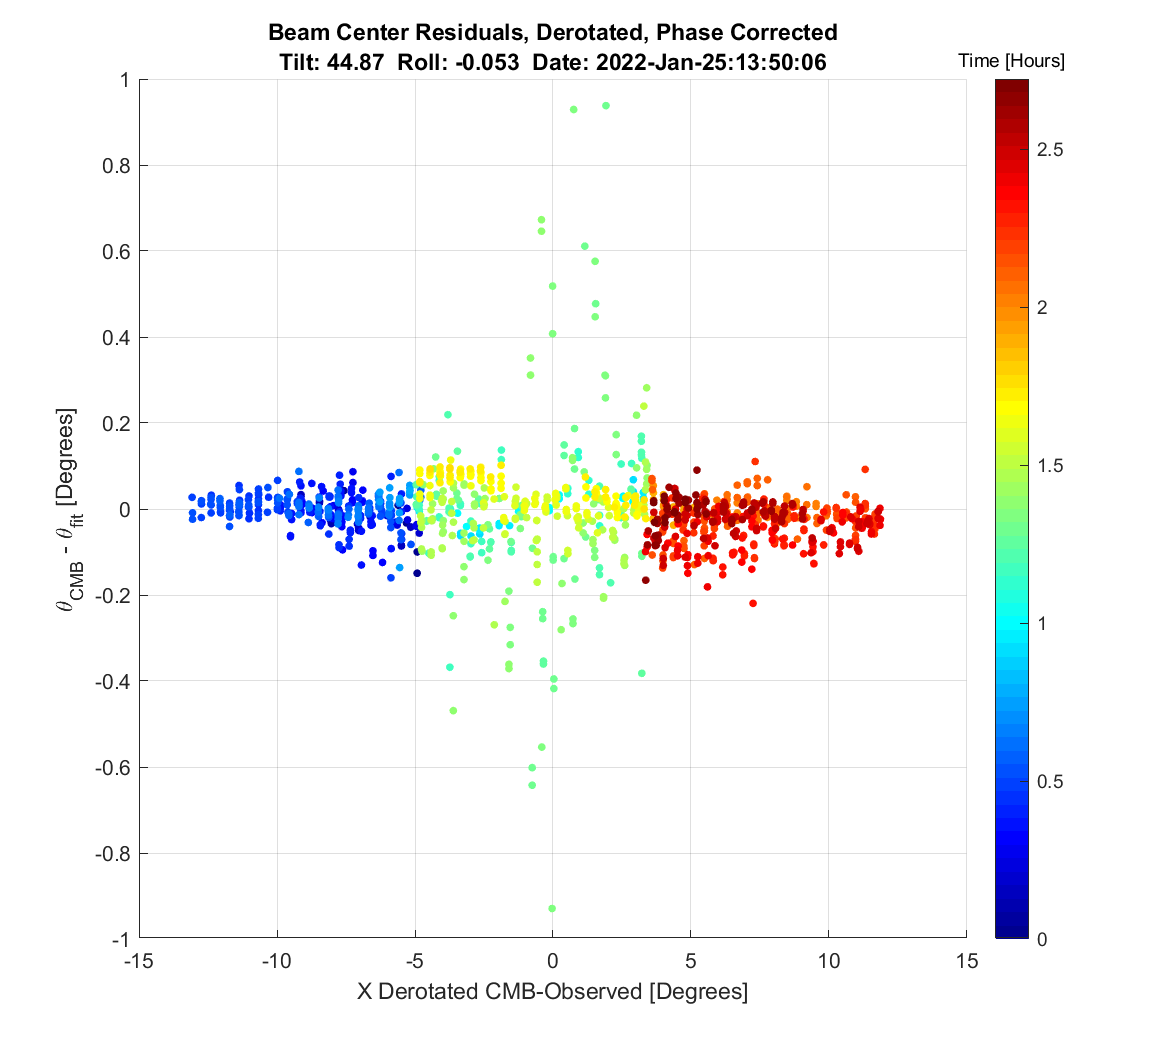 Beam Center Residuals, Derotated, Phase Corrected
Tilt: 44.87  Roll: -0.053  Date: 2022-Jan-25:13:50:06
Time [Hours]
1
0.8
0.6
0.4
0.2
0
-0.2
-0.4
-0.6
-0.8
-1
θCMB - θfit [Degrees]
-15 -10 -5 0 5 10 15
X Derotated CMB-Observed [Degrees]
2.5
2
1.5
1
0.5
0